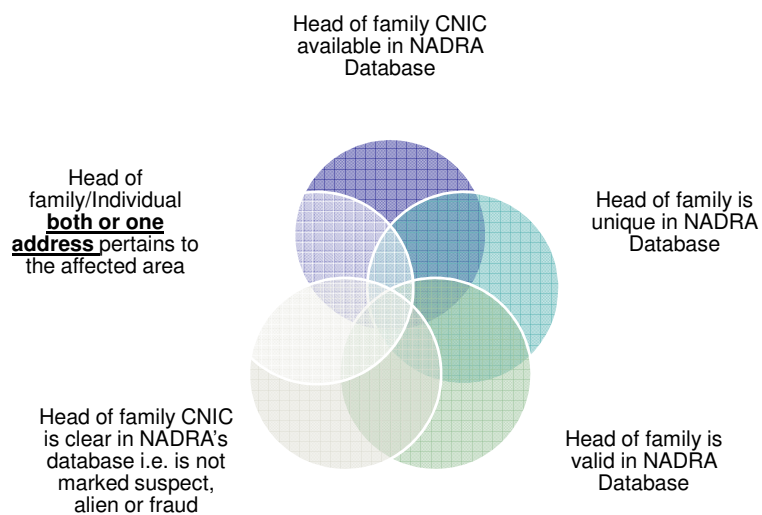 Head of family CNIC
available in NADRA
Database
Head of
family/Individual
both or one
address pertains to
the affected area
Head of family is
unique in NADRA
Database
Head of family CNIC
is clear in NADRA's
database i.e. is not
marked suspect,
alien or fraud
Head of family is
valid in NADRA
Database